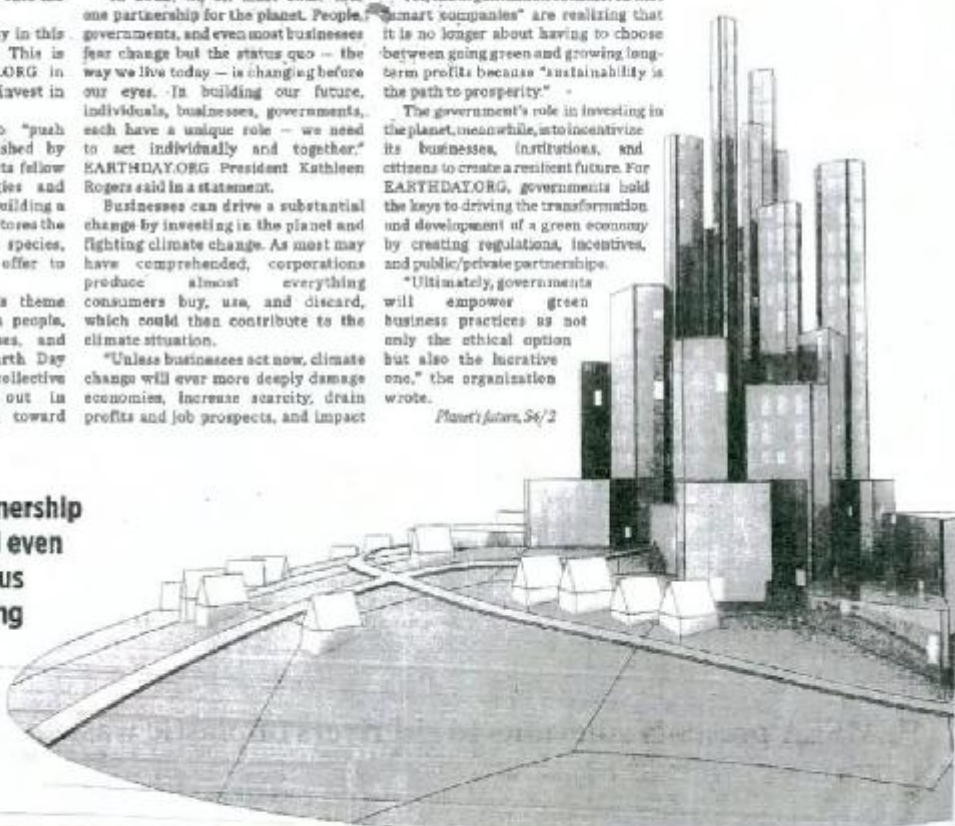 y in this
This is
.ORG in
invest in
"push
shed by
ts fellow
ies and
uilding a
tores the
species,
offer to
s theme
people,
ses, and
rth Day
collective
out in
toward
one partnership for the planet. People,
governments, and even most businesses
fear change but the status quo — the
way we live today — is changing before
our eyes. In building our future,
individuals, businesses, governments,
each have a unique role — we need
to act individually and together."
EARTHDAY.ORG President Kathleen
Rogers said in a statement.
Businesses can drive a substantial
change by investing in the planet and
fighting climate change. As most may
have comprehended, corporations
produce almost everything
consumers buy, use, and discard,
which could then contribute to the
climate situation.
"Unless businesses act now, climate
change will ever more deeply damage
economies, increase scarcity, drain
profits and job prospects, and impact
"smart companies" are realizing that
it is no longer about having to choose
between going green and growing long-
term profits because "sustainability is
the path to prosperity."
The government's role in investing in
the planet, meanwhile, is to incentivize
its businesses, institutions, and
citizens to create a resilient future. For
EARTHDAY.ORG, governments hold
the keys to driving the transformation
and development of a green economy
by creating regulations, incentives,
and public/private partnerships.
"Ultimately, governments
will empower green
business practices as not
only the ethical option
but also the lucrative
one," the organization
wrote.
Planet's future, S4/2
nership
l even
us
ng